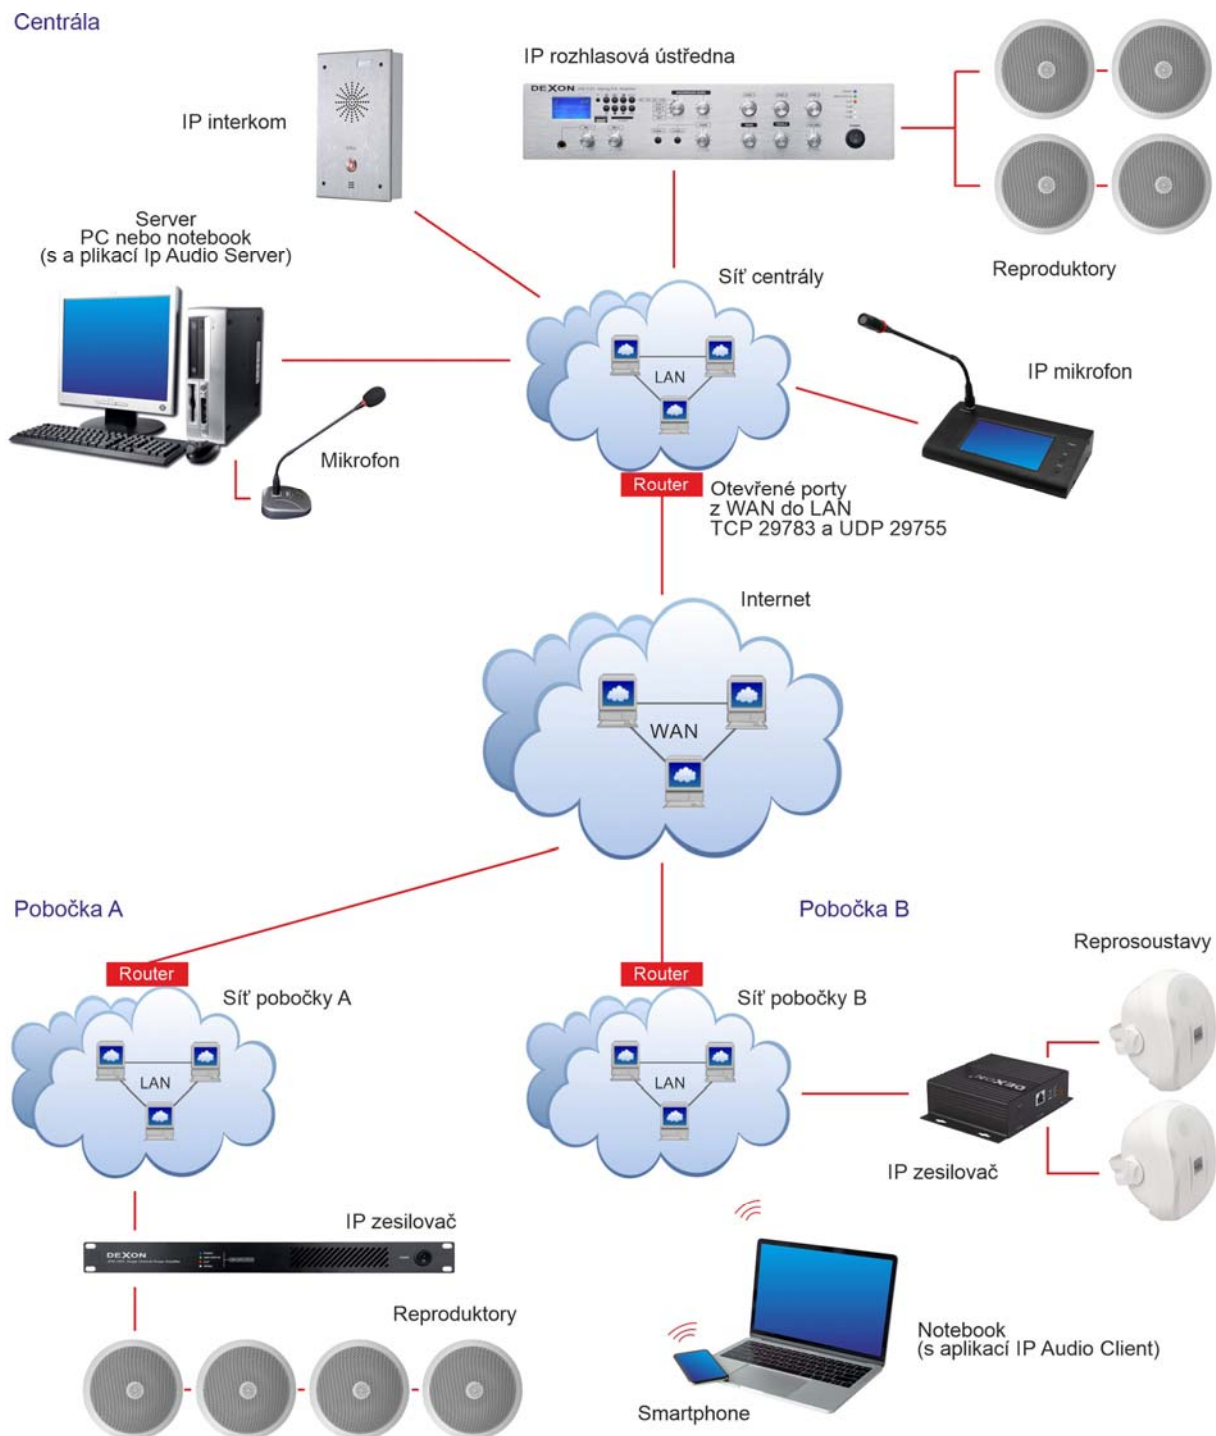 Centrála
IP rozhlasová ústředna
IP interkom
DEXON
Server
PC nebo notebook
(s a plikací Ip Audio Server)
Reproduktory
Síť centrály
LAN
IP mikrofon
Mikrofon
Router
Otevřené porty
z WAN do LAN
TCP 29783 a UDP 29755
Internet
WAN
Pobočka A
Pobočka B
Reprosoustavy
Router
Router
Síť pobočky A
Síť pobočky B
LAN
LAN
DEXON
IP zesilovač
IP zesilovač
DEXON
Reproduktory
Notebook
(s aplikací IP Audio Client)
Smartphone